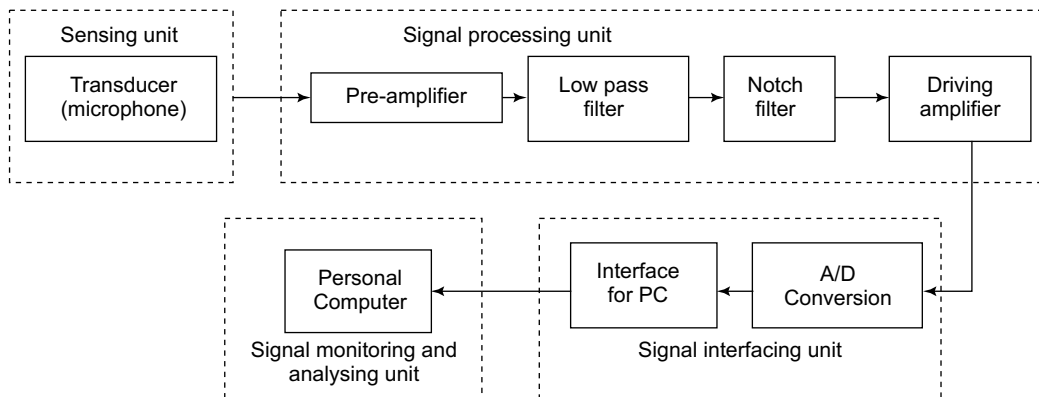 Sensing unit
Transducer
(microphone)
Signal processing unit
Pre-amplifier
Low pass
filter
Notch
filter
Driving
amplifier
Personal
Computer
Signal monitoring and
analysing unit
Interface
for PC
A/D
Conversion
Signal interfacing unit